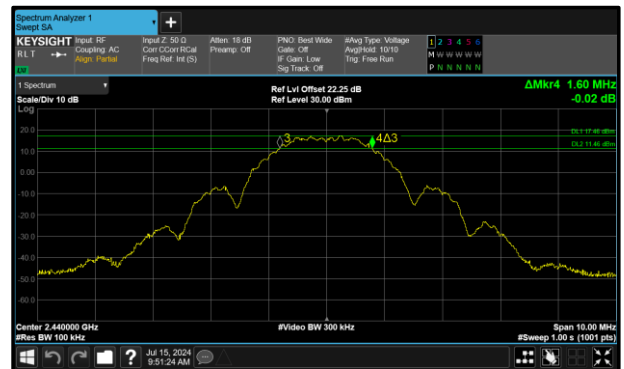 Spectrum Analyzer 1
Swept SA
+
KEYSIGHT
RLT
LW
Input: RF
Coupling: AC
Align: Partial
Input Z: 50 Ω
Corr CCorr RCal
Freq Ref: Int (S)
Atten: 18 dB
Preamp: Off
PNO: Best Wide
Gate: Off
IF Gain: Low
Sig Track: Off
#Avg Type: Voltage
Avg|Hold: 10/10
Trig: Free Run
1 2 3 4 5 6
M W W W W W
P N N N N N
1 Spectrum
Scale/Div 10 dB
Ref Lvl Offset 22.25 dB
Ref Level 30.00 dBm
ΔMkr4 1.60 MHz
-0.02 dB
Log
20.0
10.0
0.00
-10.0
-20.0
-30.0
-40.0
-50.0
-60.0
3
4Δ3
DL1 17.46 dBm
DL2 11.46 dBm
Center 2.440000 GHz
#Res BW 100 kHz
#Video BW 300 kHz
Span 10.00 MHz
#Sweep 1.00 s (1001 pts)
?
Jul 15, 2024
9:51:24 AM